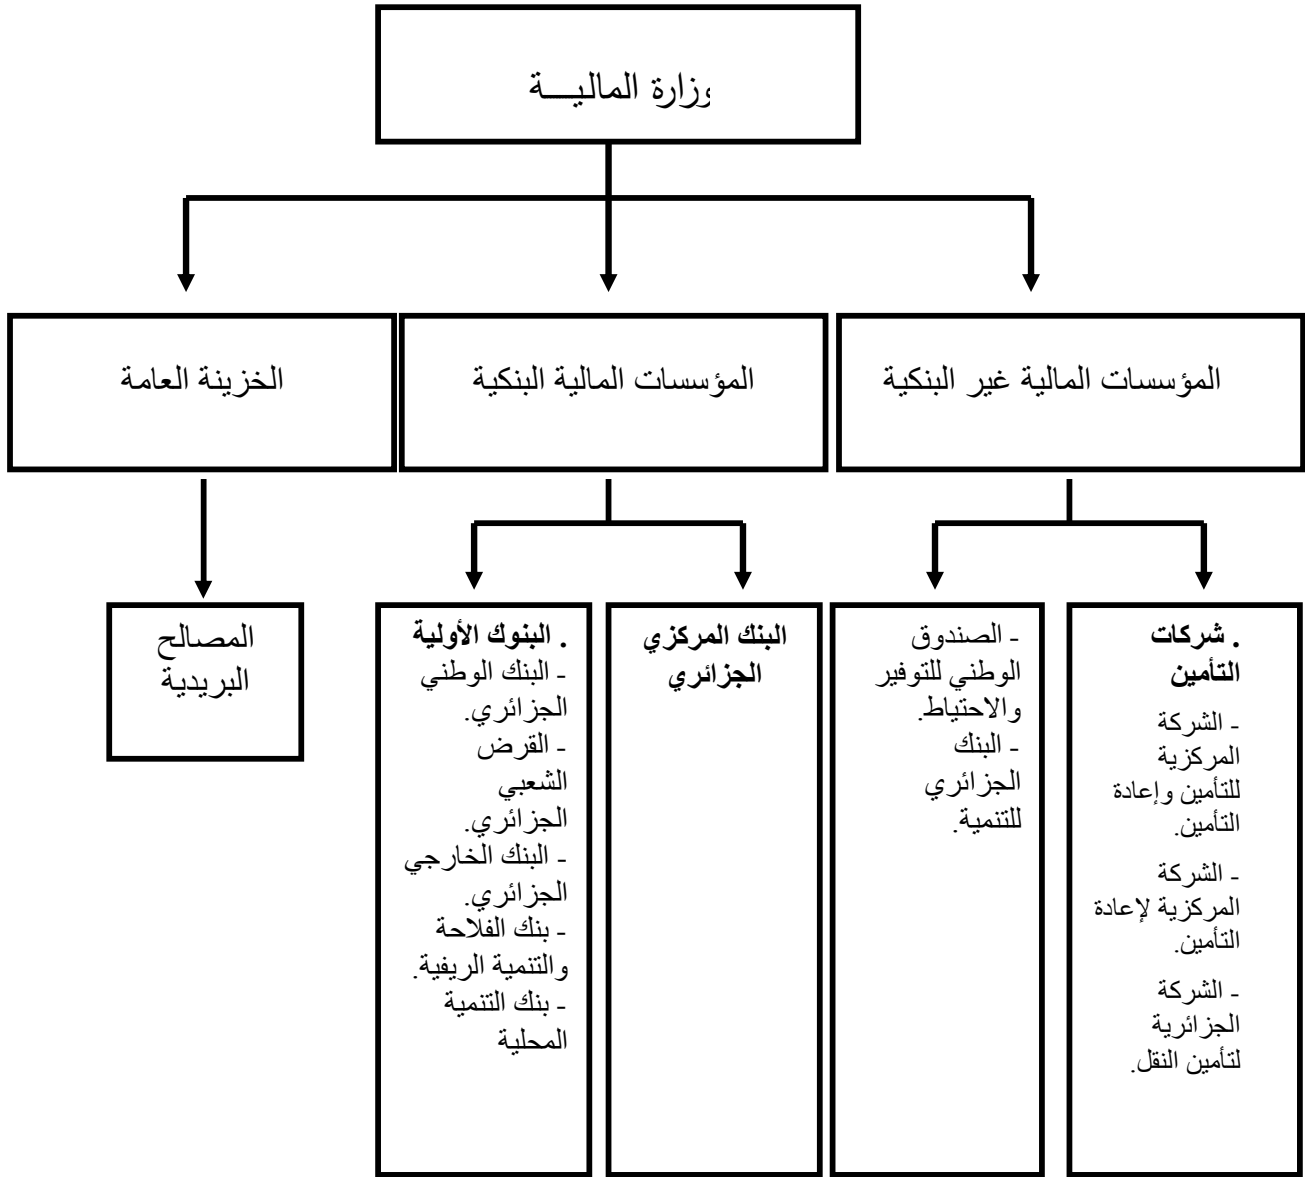 وزارة المالية
المؤسسات المالية غير البنكية
المؤسسات المالية البنكية
الخزينة العامة
. شركات
التأمين
- الشركة
المركزية
للتأمين وإعادة
التأمين.
- الشركة
المركزية لإعادة
التأمين.
- الشركة
الجزائرية
لتأمين النقل.
- الصندوق
الوطني للتوفير
والاحتياط.
- البنك
الجزائري
للتنمية.
البنك المركزي
الجزائري
. البنوك الأولية
- البنك الوطني
الجزائري.
- القرض
الشعبي
الجزائري.
- البنك الخارجي
الجزائري.
- بنك الفلاحة
والتنمية الريفية.
- بنك التنمية
المحلية
المصالح
البريدية